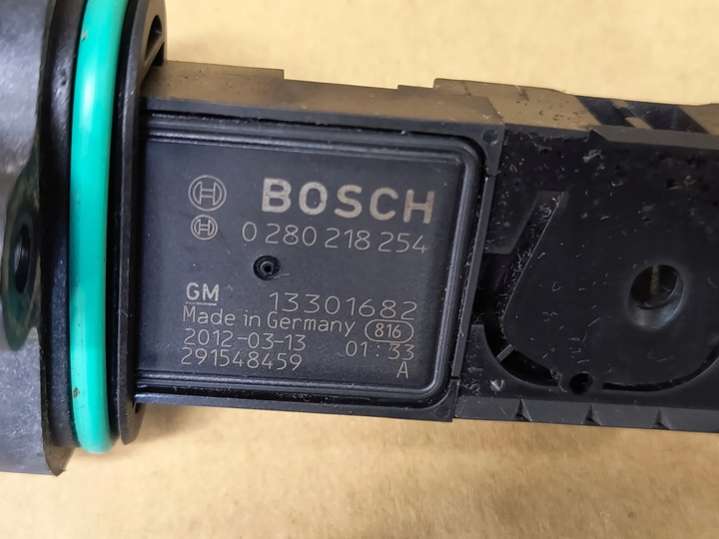 BOSCH
0 280 218 254
GM 13301682
Made in Germany 816
2012-03-13 01:33
291548459 A